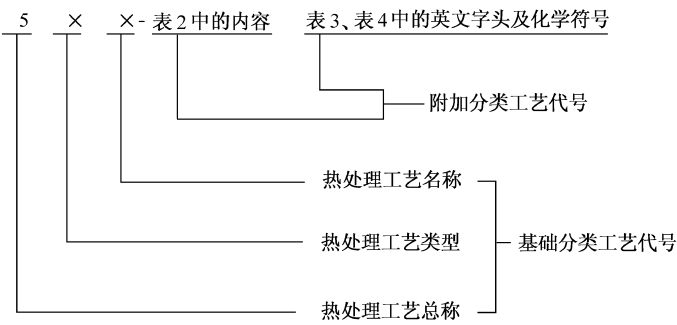 5 × ×-表2中的内容 表3、表4中的英文字头及化学符号
附加分类工艺代号
热处理工艺名称
热处理工艺类型 基础分类工艺代号
热处理工艺总称